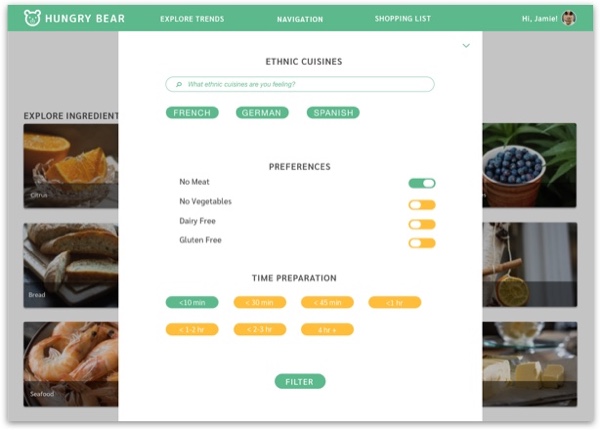 HUNGRY BEAR
EXPLORE TRENDS
NAVIGATION
SHOPPING LIST
Hi, Jamie!
ETHNIC CUISINES
What ethnic cuisines are you feeling?
FRENCH
GERMAN
SPANISH
EXPLORE INGREDIENT
Citrus
Bread
Seafood
PREFERENCES
No Meat
No Vegetables
Dairy Free
Gluten Free
TIME PREPARATION
<10 min
< 30 min
< 45 min
<1 hr
< 1-2 hr
< 2-3 hr
4 hr +
FILTER